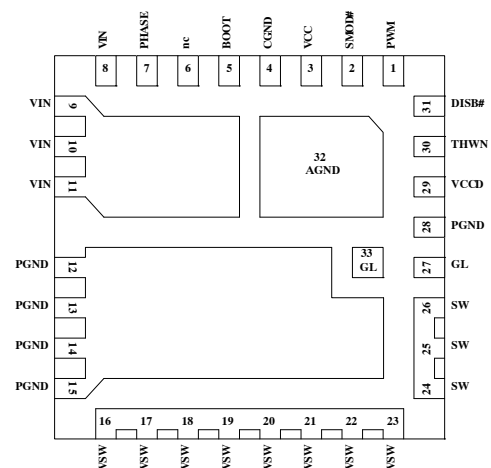 VIN PHASE nc BOOT CGND VCC SMOD# PWM
8 7 6 5 4 3 2 1
VIN 9 31 DISB#
VIN 10 30 THWN
32
AGND
VIN 11 29 VCCD
28 PGND
33
GL
PGND 12 27 GL
PGND 13 26 SW
PGND 14 25 SW
PGND 15 24 SW
16 17 18 19 20 21 22 23
VSW VSW VSW VSW VSW VSW VSW VSW